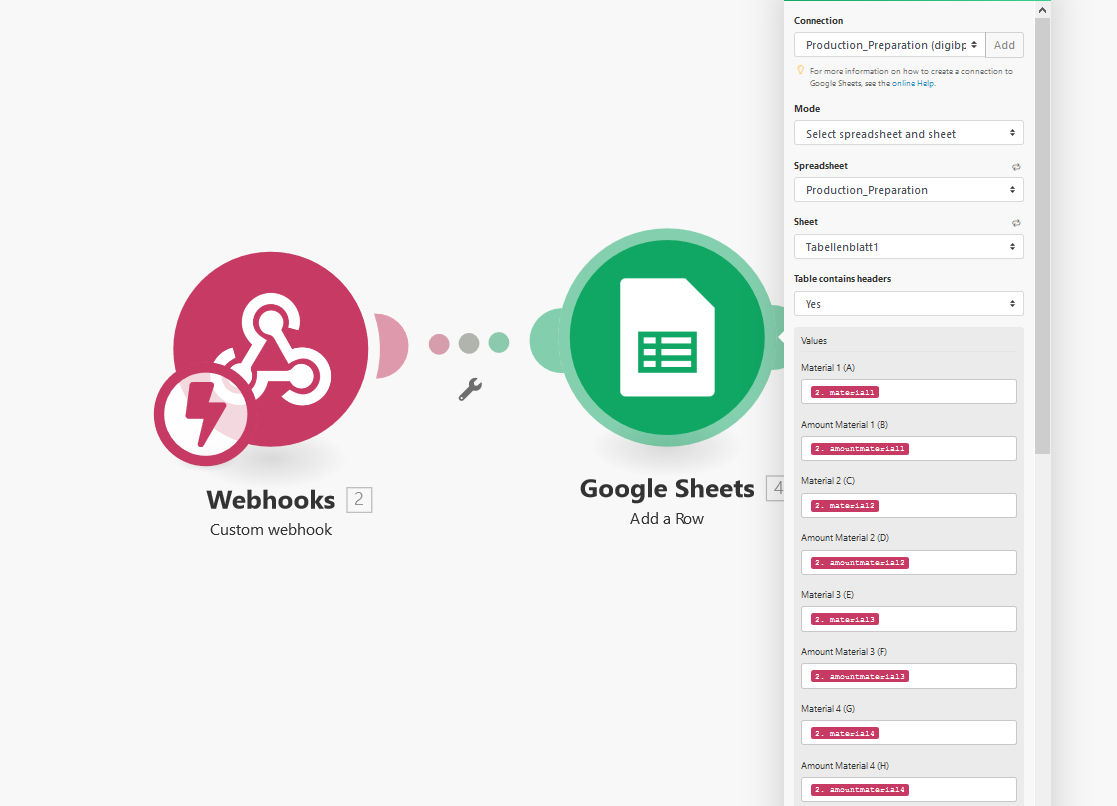 Connection
Production_Preparation (digibp
Add
For more information on how to create a connection to
Google Sheets, see the online Help.
Mode
Select spreadsheet and sheet
Spreadsheet
Production_Preparation
Sheet
Tabellenblatt1
Table contains headers
Yes
Values
Material 1 (A)
2. material1
Amount Material 1 (B)
2. amountmaterial1
Material 2 (C)
2. material2
Amount Material 2 (D)
2. amountmaterial2
Material 3 (E)
2. material3
Amount Material 3 (F)
2. amountmaterial3
Material 4 (G)
2. material4
Amount Material 4 (H)
2. amountmaterial4
Webhooks 2
Custom webhook
Google Sheets 4
Add a Row